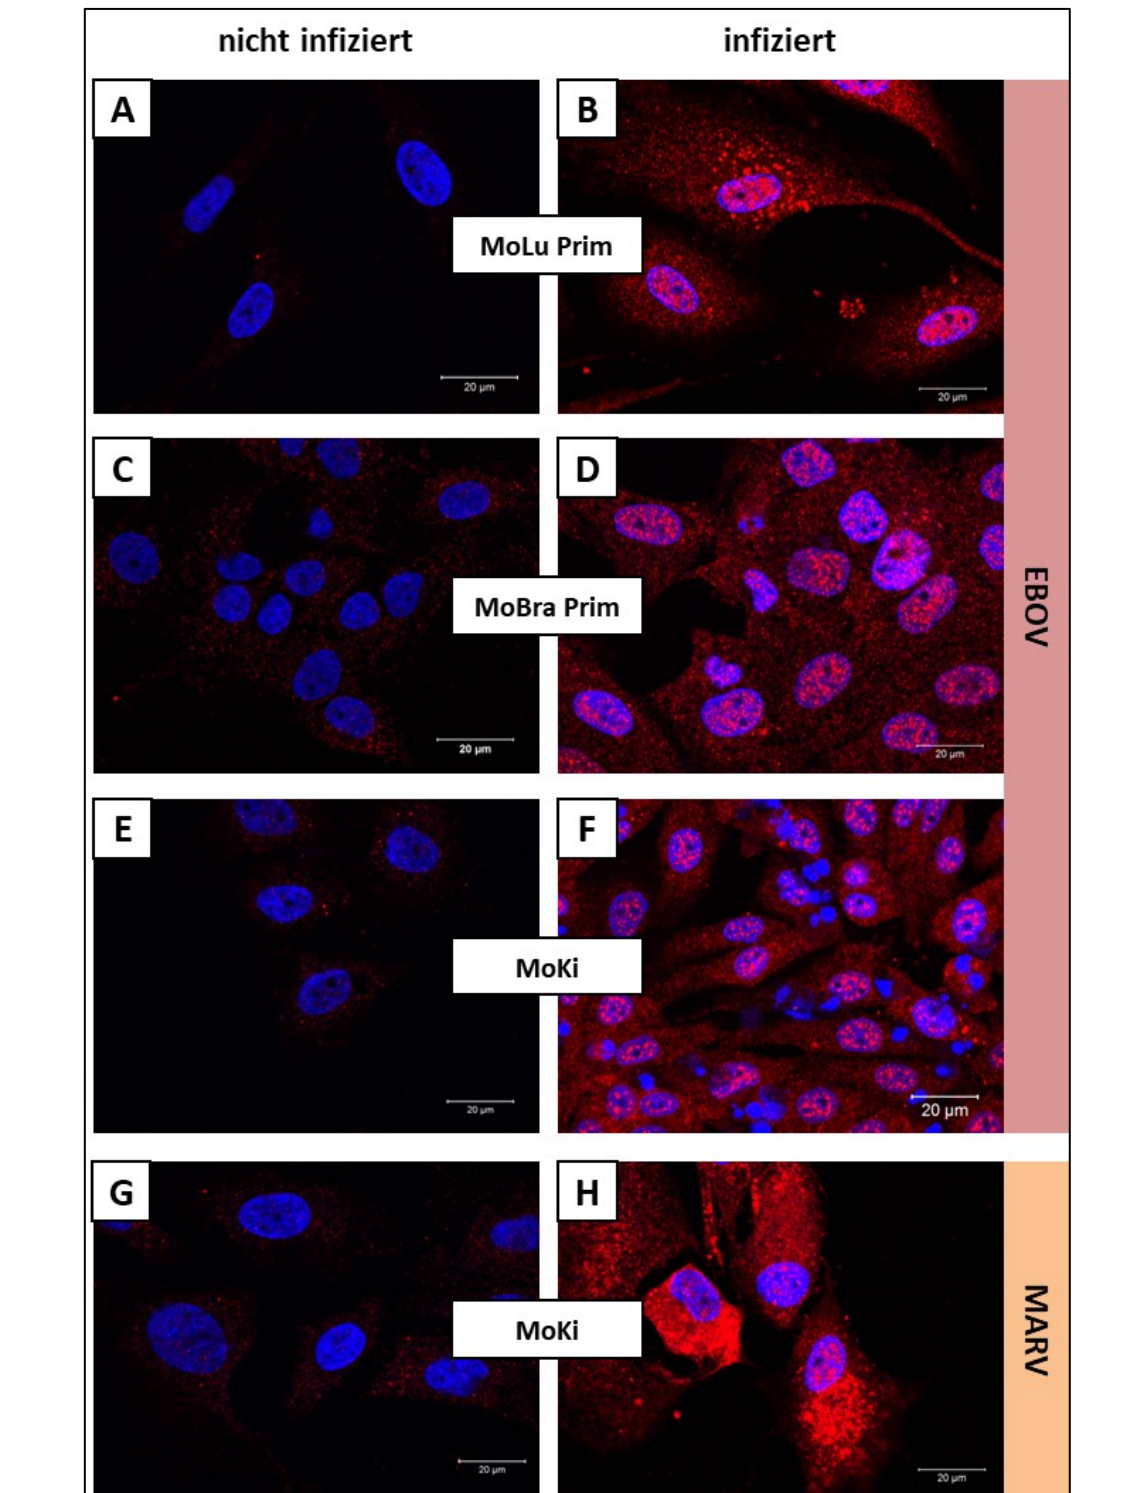 nicht infiziert
infiziert
A
B
MoLu Prim
20 µm
20 µm
C
D
MoBra Prim
20 µm
20 µm
EBOV
E
F
MoKi
20 µm
20 µm
G
H
MoKi
MARV
20 µm
20 µm